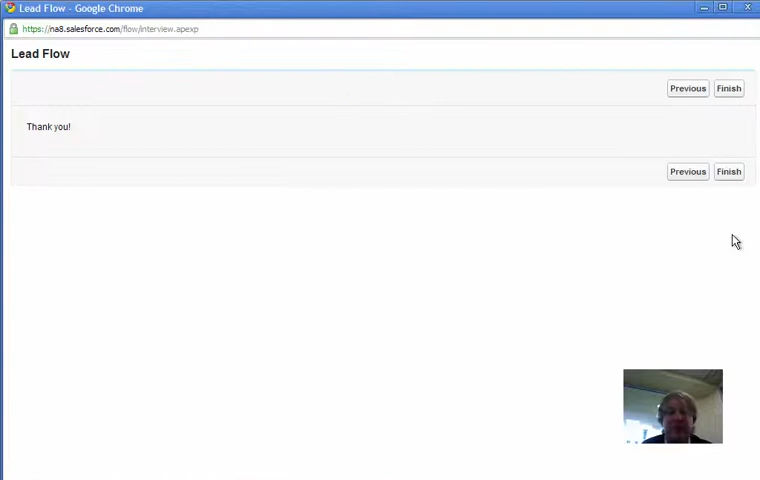 Lead Flow - Google Chrome
https://na8.salesforce.com/flow/interview.apexp
Lead Flow
Previous Finish
Thank you!
Previous Finish